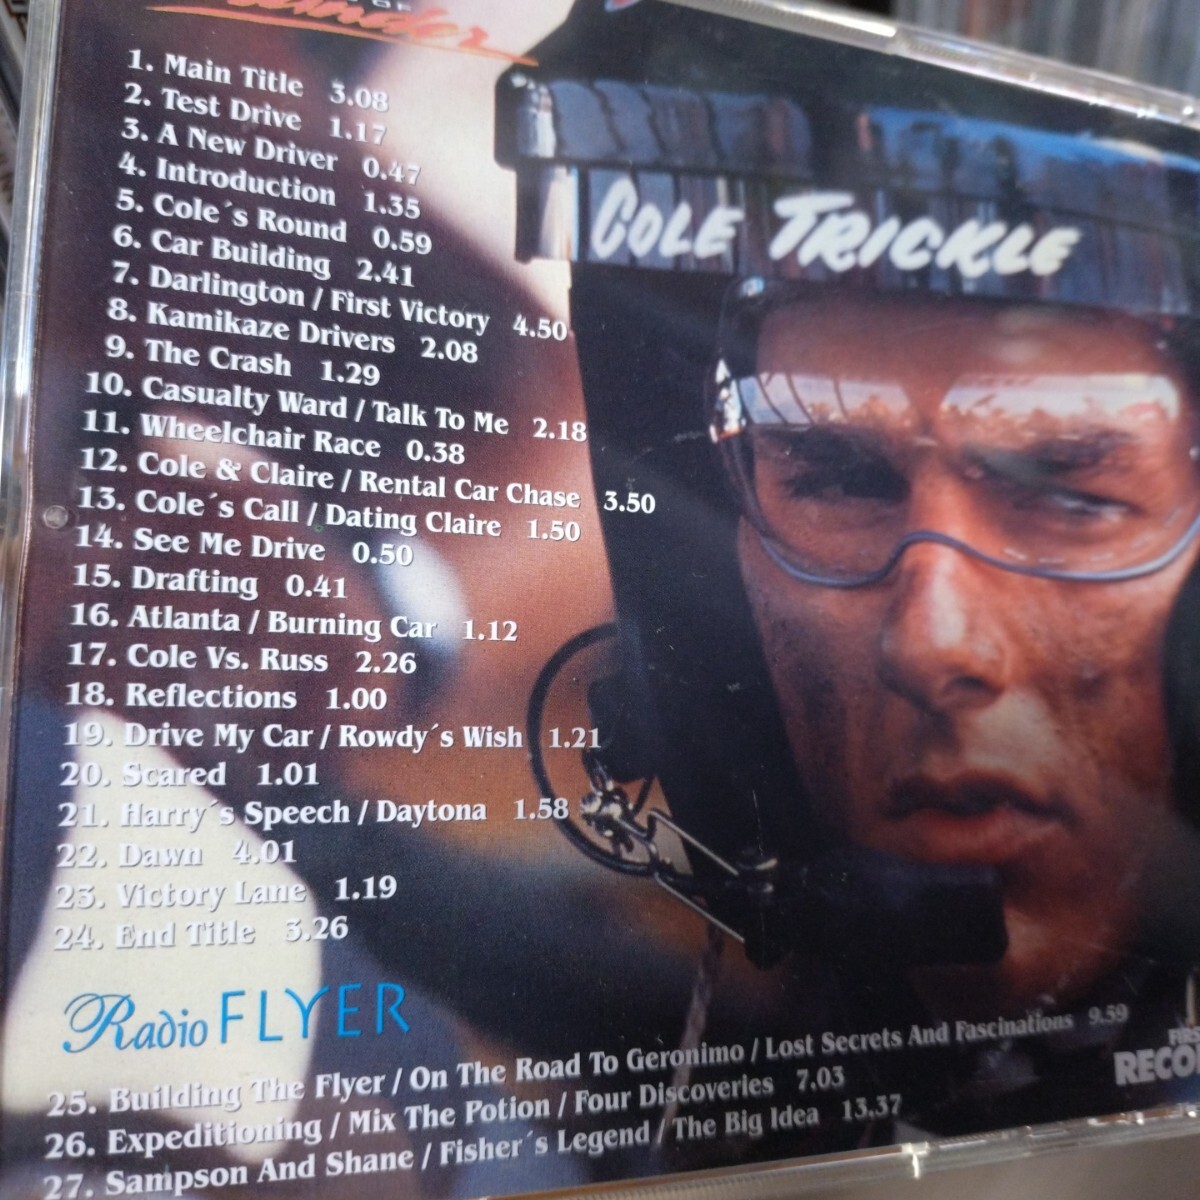 1. Main Title 3.08
2. Test Drive 1.17
3. A New Driver 0.47
4. Introduction 1.35
5. Cole´s Round 0.59
6. Car Building 2.41
7. Darlington / First Victory 4.50
8. Kamikaze Drivers 2.08
9. The Crash 1.29
10. Casualty Ward / Talk To Me 2.18
11. Wheelchair Race 0.38
12. Cole & Claire / Rental Car Chase 3.50
13. Cole´s Call / Dating Claire 1.50
14. See Me Drive 0.50
15. Drafting 0.41
16. Atlanta / Burning Car 1.12
17. Cole Vs. Russ 2.26
18. Reflections 1.00
19. Drive My Car / Rowdy´s Wish 1.21
20. Scared 1.01
21. Harry´s Speech / Daytona 1.58
22. Dawn 4.01
23. Victory Lane 1.19
24. End Title 3.26
Radio FLYER
25. Building The Flyer / On The Road To Geronimo / Lost Secrets And Fascinations 9.59
26. Expeditioning / Mix The Potion / Four Discoveries 7.03
27. Sampson And Shane / Fisher´s Legend / The Big Idea 13.37
COLE TRICKLE